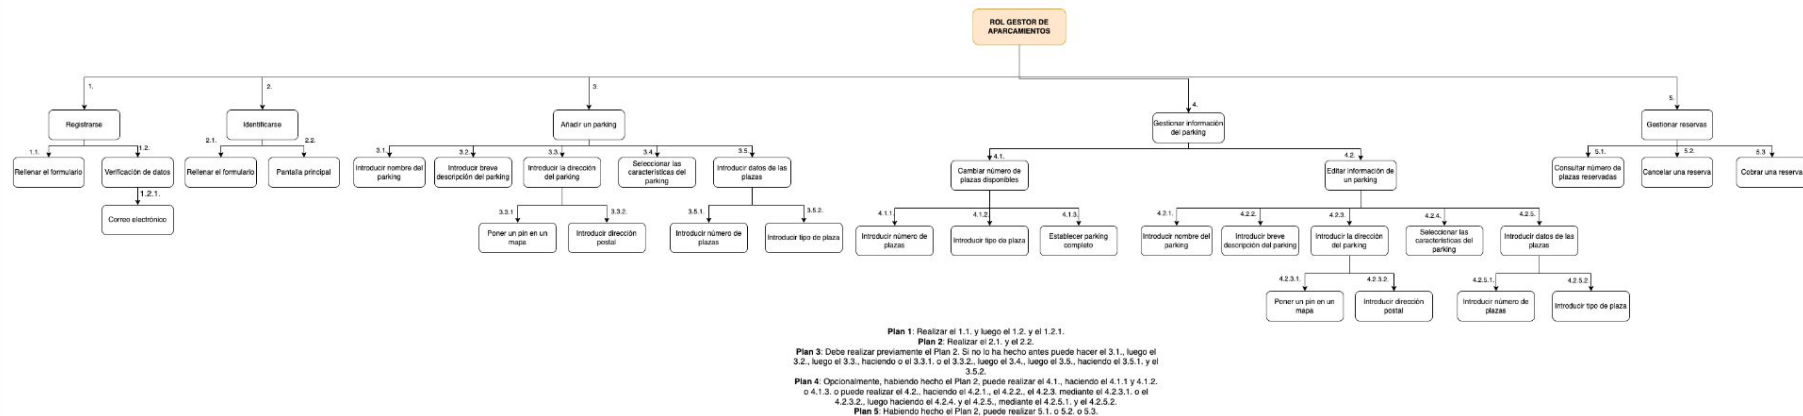 ROL GESTOR DE
APARCAMIENTOS
1.
2.
3.
4.
5.
Registrarse
Identificarse
Añadir un parking
Gestionar información
del parking
Gestionar reservas
1.1.
1.2.
2.1.
2.2.
3.1.
3.2.
3.3.
3.4.
3.5.
4.1.
4.2.
5.1.
5.2.
5.3
Rellenar el formulario
Verificación de datos
Rellenar el formulario
Pantalla principal
Introducir nombre del
parking
Introducir breve
descripción del parking
Introducir la dirección
del parking
Seleccionar las
características del
parking
Introducir datos de las
plazas
Cambiar número de
plazas disponibles
Editar información de
un parking
Consultar número de
plazas reservadas
Cancelar una reserva
Cobrar una reserva
1.2.1.
Correo electrónico
3.3.1
3.3.2.
3.5.1.
3.5.2.
Poner un pin en un
mapa
Introducir dirección
postal
Introducir número de
plazas
Introducir tipo de plaza
4.1.1.
4.1.2.
4.1.3.
Introducir número de
plazas
Introducir tipo de plaza
Establecer parking
completo
4.2.1.
4.2.2.
4.2.3.
4.2.4.
4.2.5.
Introducir nombre del
parking
Introducir breve
descripción del parking
Introducir la dirección
del parking
Seleccionar las
características del
parking
Introducir datos de las
plazas
4.2.3.1.
4.2.3.2.
4.2.5.1.
4.2.5.2.
Poner un pin en un
mapa
Introducir dirección
postal
Introducir número de
plazas
Introducir tipo de plaza
Plan 1: Realizar el 1.1. y luego el 1.2. y el 1.2.1.
Plan 2: Realizar el 2.1. y el 2.2.
Plan 3: Debe realizar previamente el Plan 2. Si no lo ha hecho antes puede hacer el 3.1., luego el
3.2., luego el 3.3., haciendo o el 3.3.1. o el 3.3.2., luego el 3.4., luego el 3.5., haciendo el 3.5.1. y el
3.5.2.
Plan 4: Opcionalmente, habiendo hecho el Plan 2, puede realizar el 4.1., haciendo el 4.1.1 y 4.1.2.
o 4.1.3. o puede realizar el 4.2., haciendo el 4.2.1., el 4.2.2., el 4.2.3. mediante el 4.2.3.1. o el
4.2.3.2., luego haciendo el 4.2.4. y el 4.2.5., mediante el 4.2.5.1. y el 4.2.5.2.
Plan 5: Habiendo hecho el Plan 2, puede realizar 5.1. o 5.2. o 5.3.